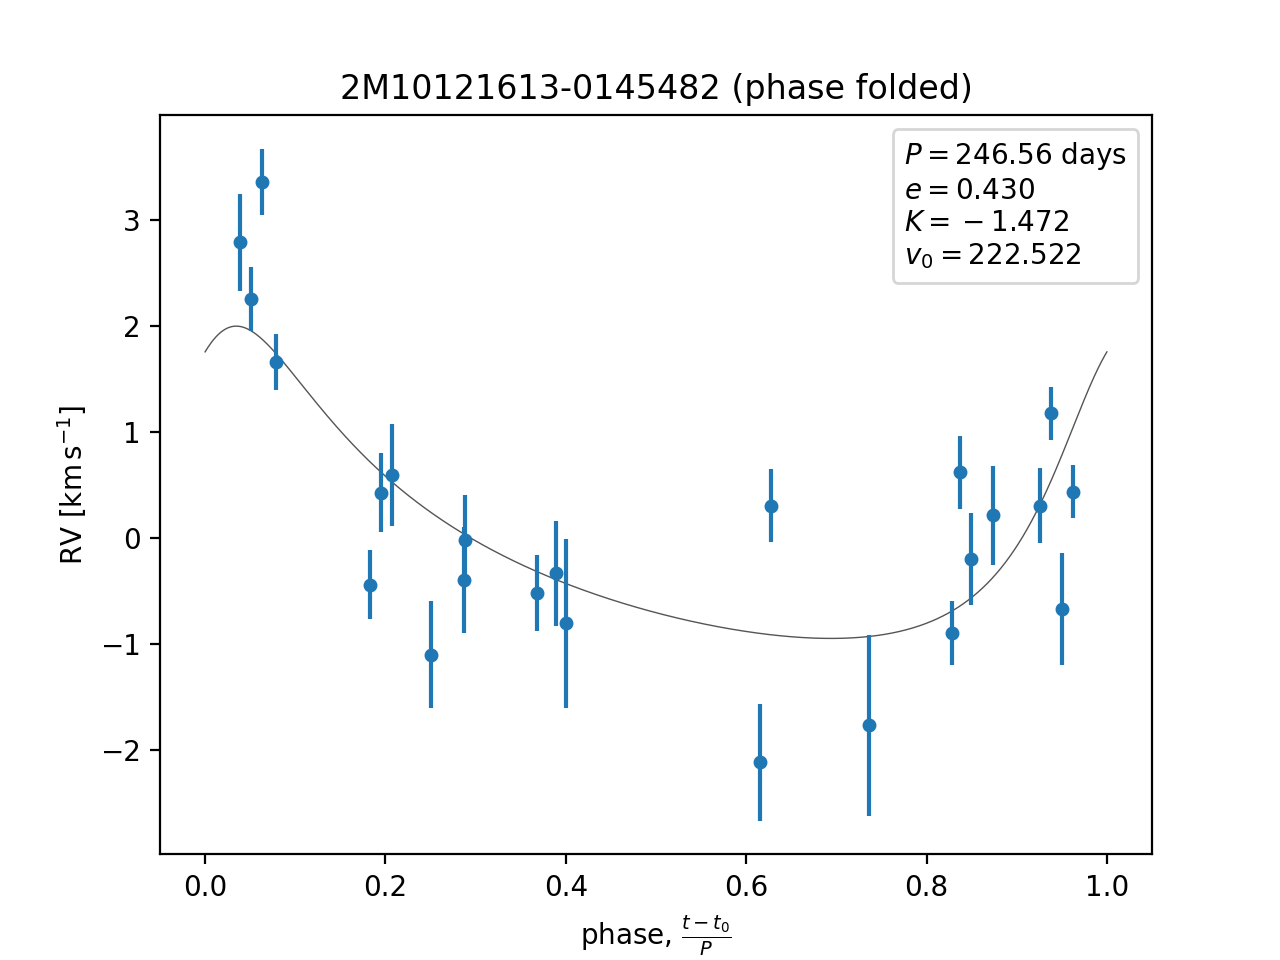 2M10121613-0145482 (phase folded)
P = 246.56 days
e = 0.430
K = −1.472
v₀ = 222.522
RV [km s⁻¹]
3
2
1
0
−1
−2
0.0 0.2 0.4 0.6 0.8 1.0
phase, (t − t₀)/P